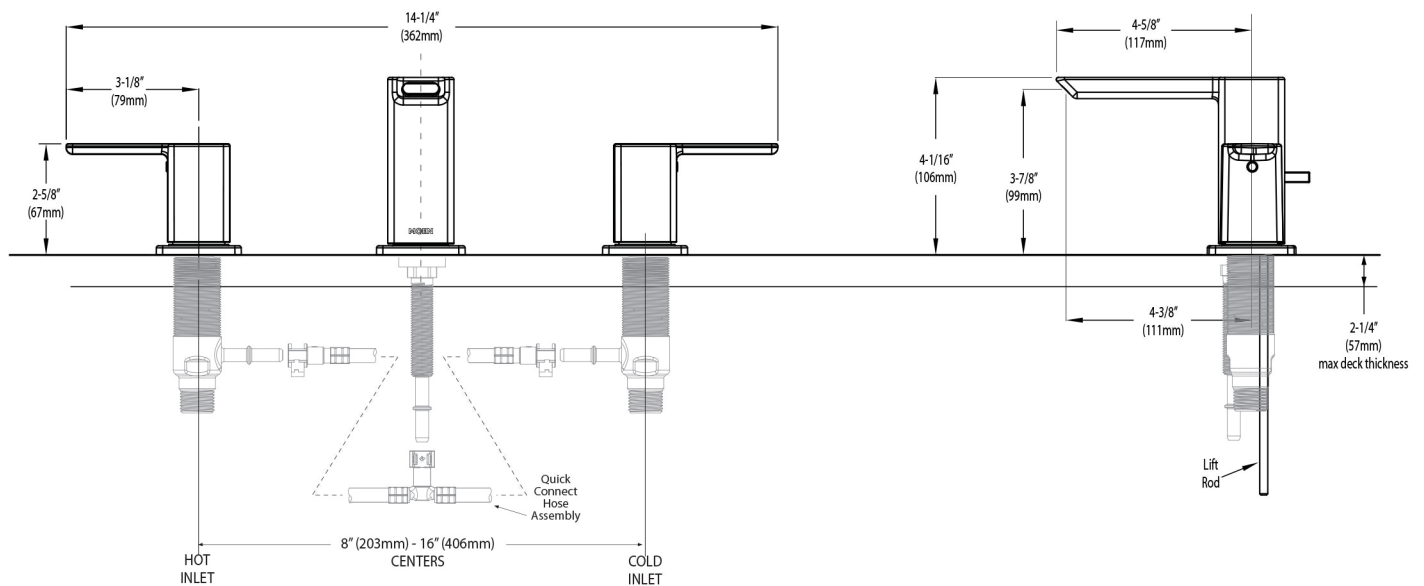 14-1/4"
(362mm)
3-1/8"
(79mm)
2-5/8"
(67mm)
MOEN
4-5/8"
(117mm)
4-1/16"
(106mm)
3-7/8"
(99mm)
4-3/8"
(111mm)
2-1/4"
(57mm)
max deck thickness
Lift
Rod
Quick
Connect
Hose
Assembly
8" (203mm) - 16" (406mm)
CENTERS
HOT
INLET
COLD
INLET